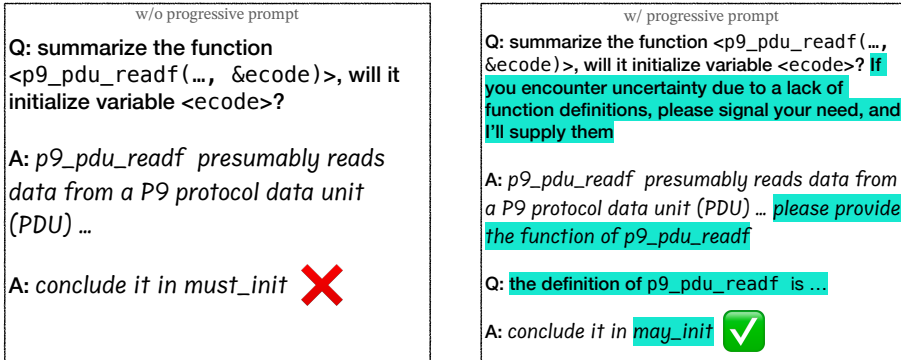 w/o progressive prompt
Q: summarize the function
<p9_pdu_readf(…, &ecode)>, will it
initialize variable <ecode>?
A: p9_pdu_readf presumably reads
data from a P9 protocol data unit
(PDU) …
A: conclude it in must_init
w/ progressive prompt
Q: summarize the function <p9_pdu_readf(…,
&ecode)>, will it initialize variable <ecode>? If
you encounter uncertainty due to a lack of
function definitions, please signal your need, and
I'll supply them
A: p9_pdu_readf presumably reads data from
a P9 protocol data unit (PDU) … please provide
the function of p9_pdu_readf
Q: the definition of p9_pdu_readf is …
A: conclude it in may_init